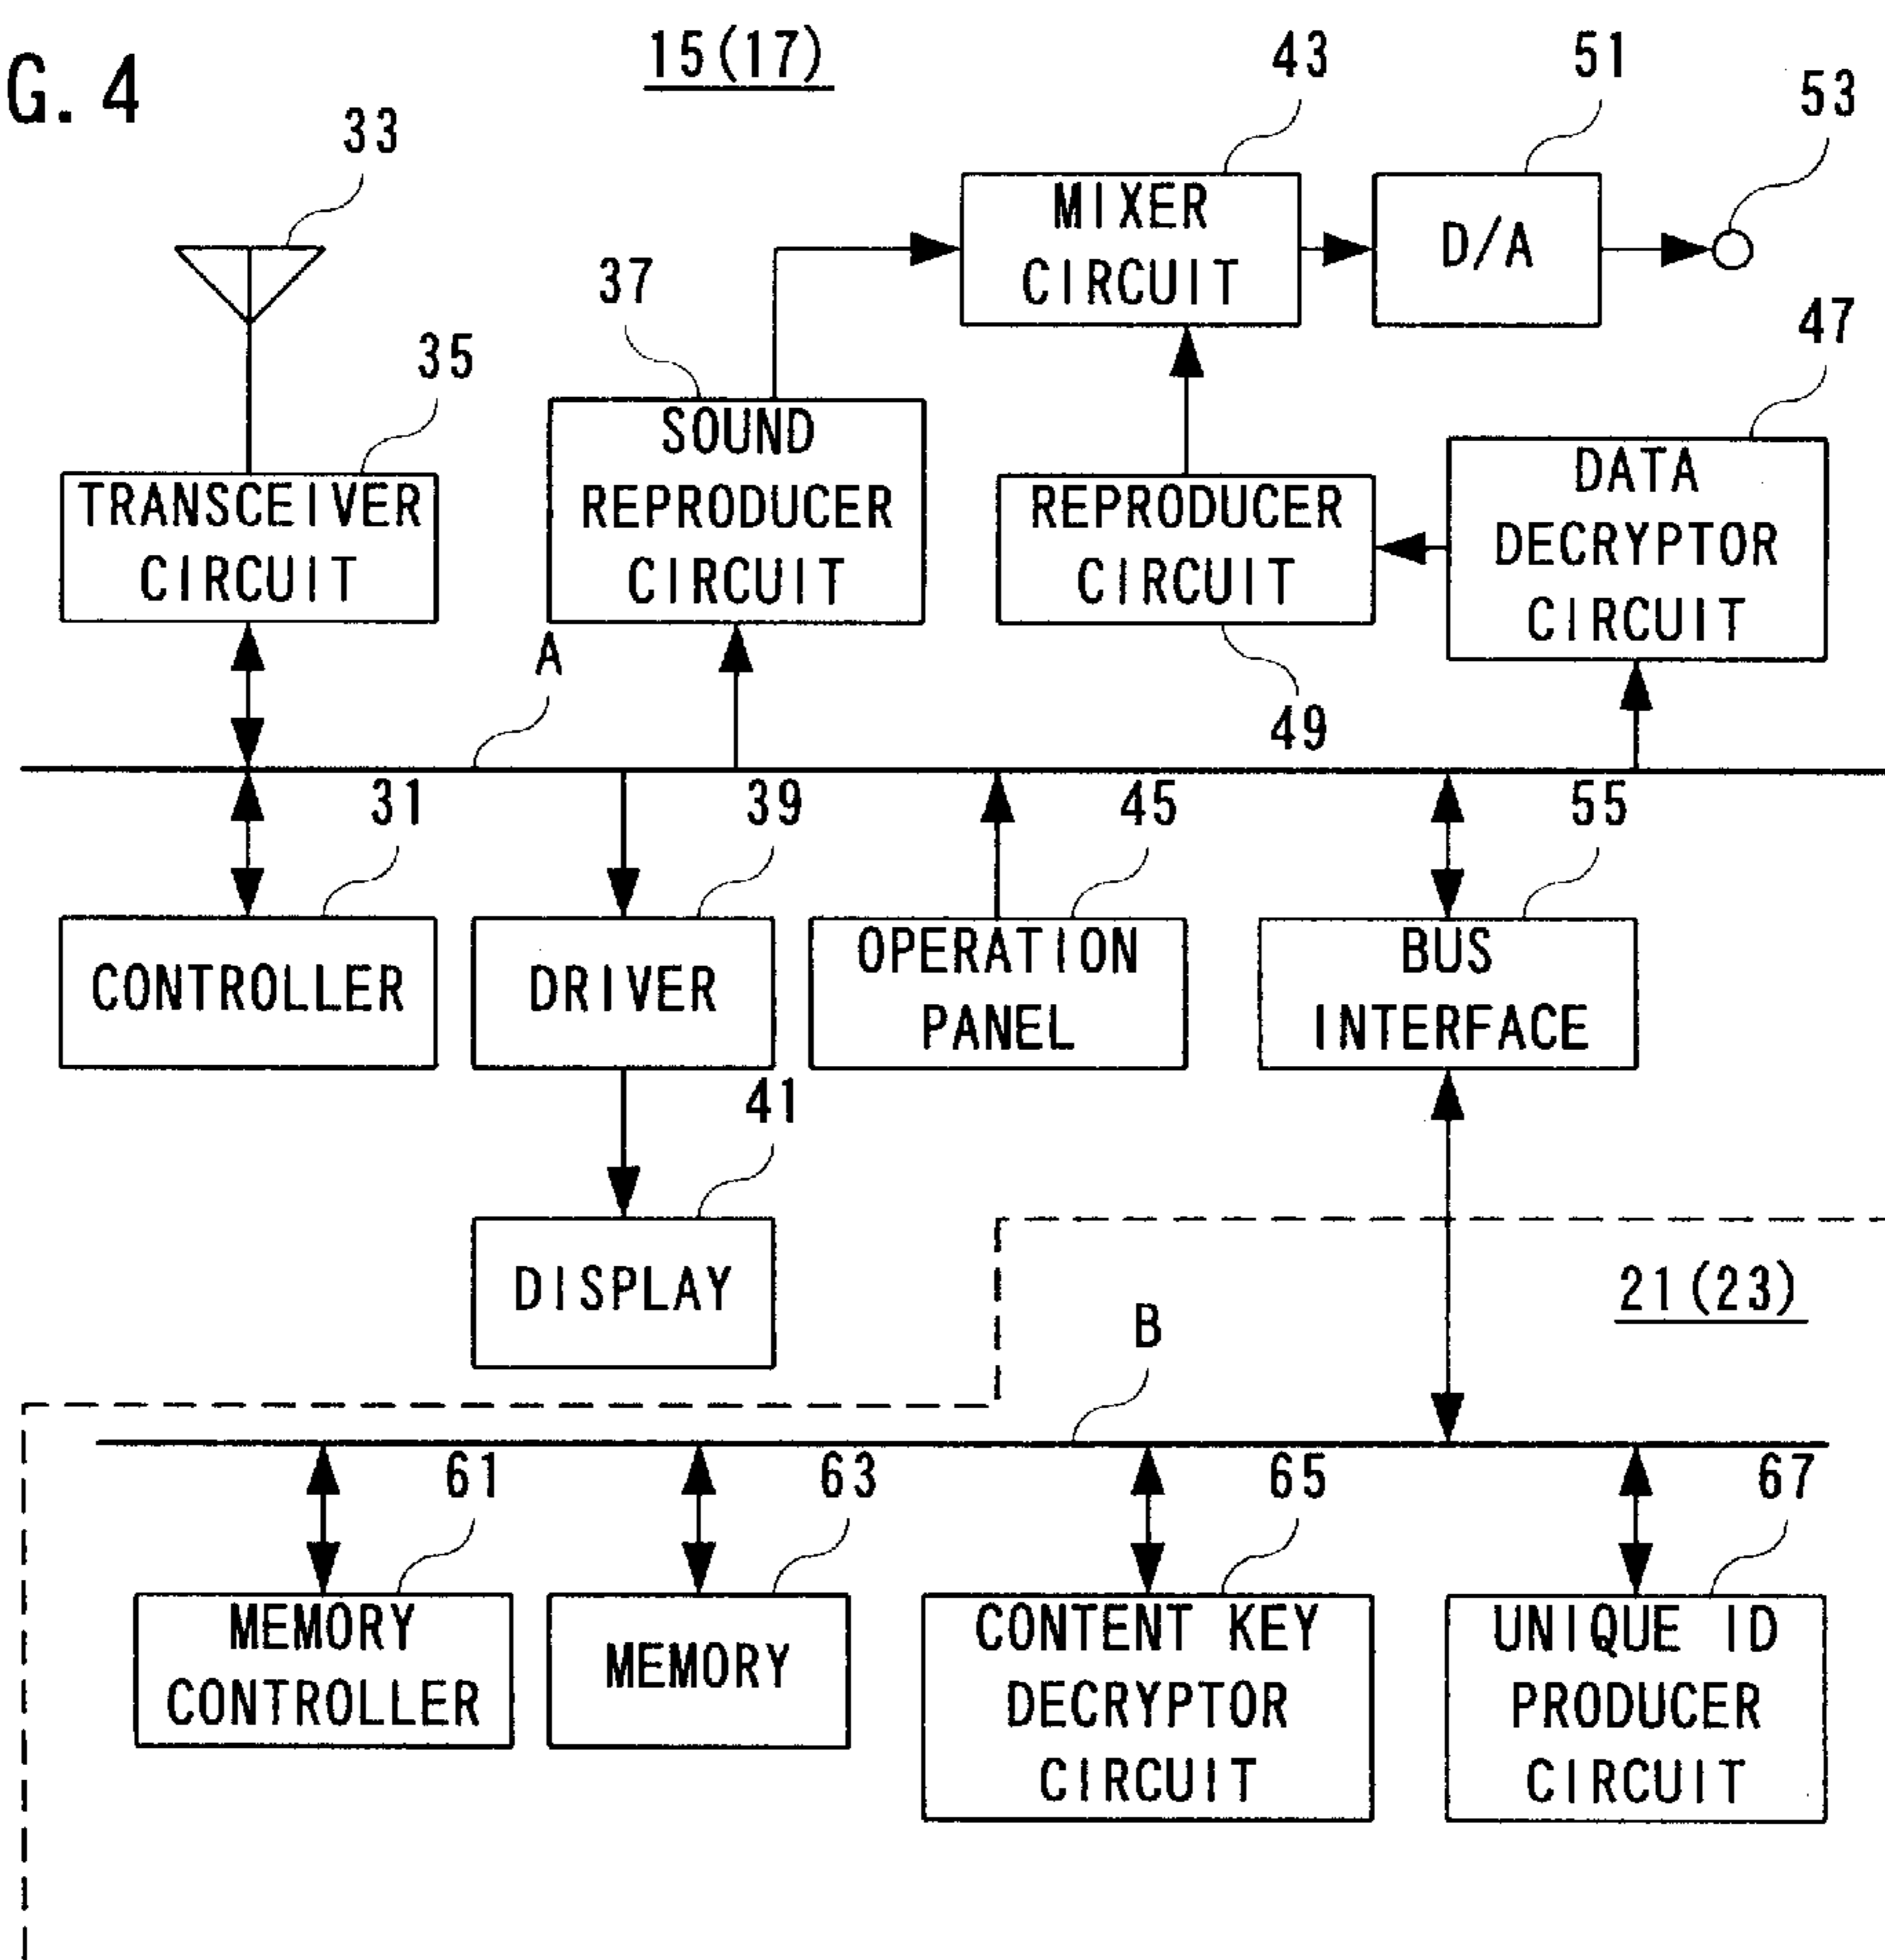 G. 4
15(17)
43
51
53
33
MIXER
CIRCUIT
D/A
37
47
35
SOUND
REPRODUCER
CIRCUIT
DATA
DECRYPTOR
CIRCUIT
TRANSCEIVER
CIRCUIT
REPRODUCER
CIRCUIT
A
49
31
39
45
55
CONTROLLER
DRIVER
OPERATION
PANEL
BUS
INTERFACE
41
DISPLAY
21(23)
B
61
63
65
67
MEMORY
CONTROLLER
MEMORY
CONTENT KEY
DECRYPTOR
CIRCUIT
UNIQUE ID
PRODUCER
CIRCUIT